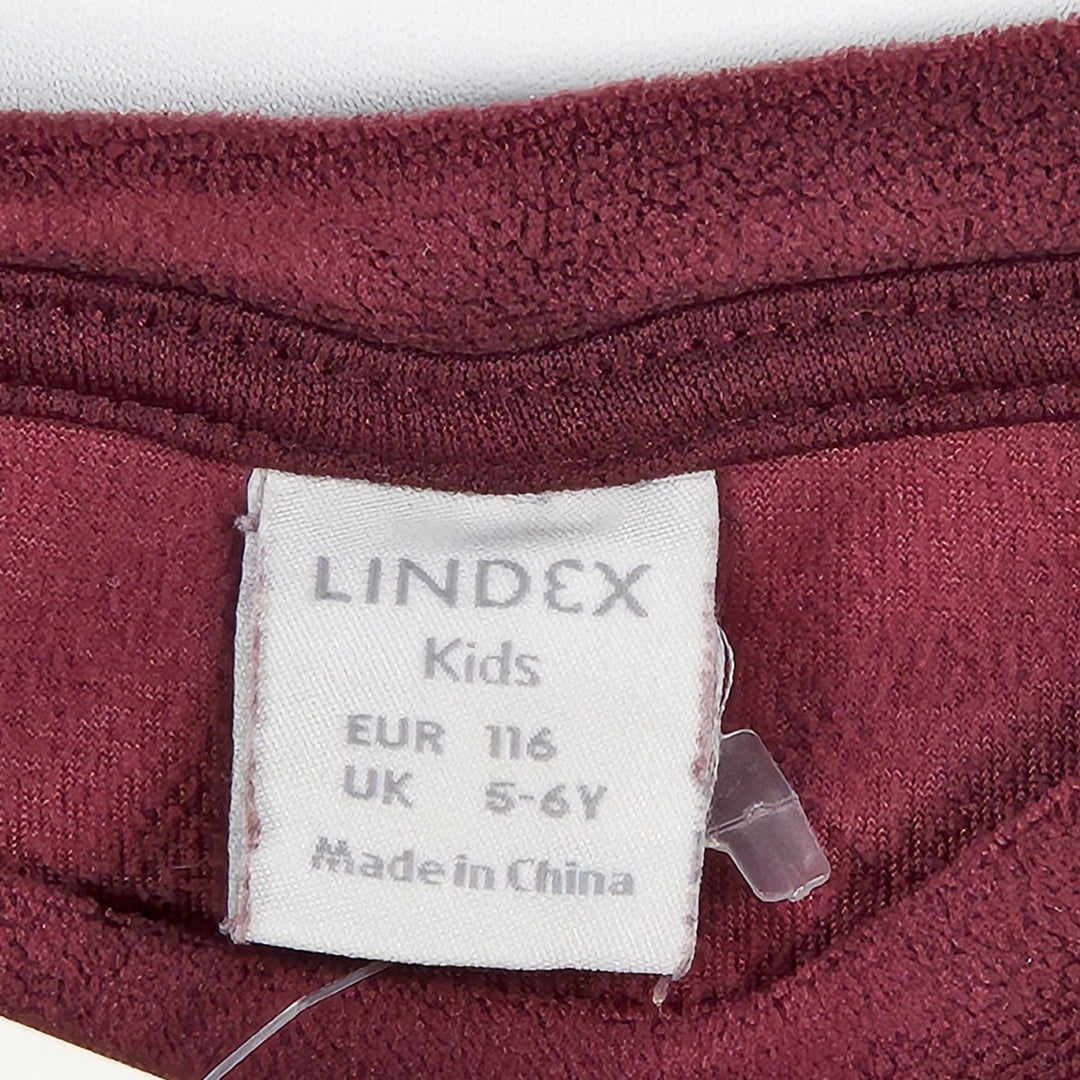 LINDEX
Kids
EUR 116
UK 5-6Y
Made in China